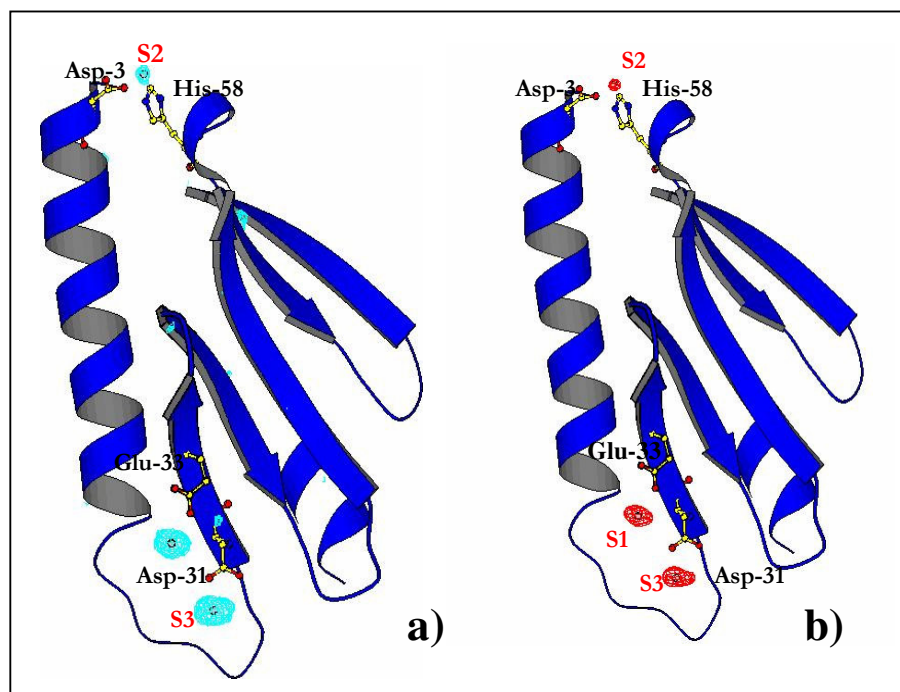 S2
Asp-3
His-58
Glu-33
Asp-31
S3
a)
S2
Asp-3
His-58
Glu-33
S1
S3
Asp-31
b)